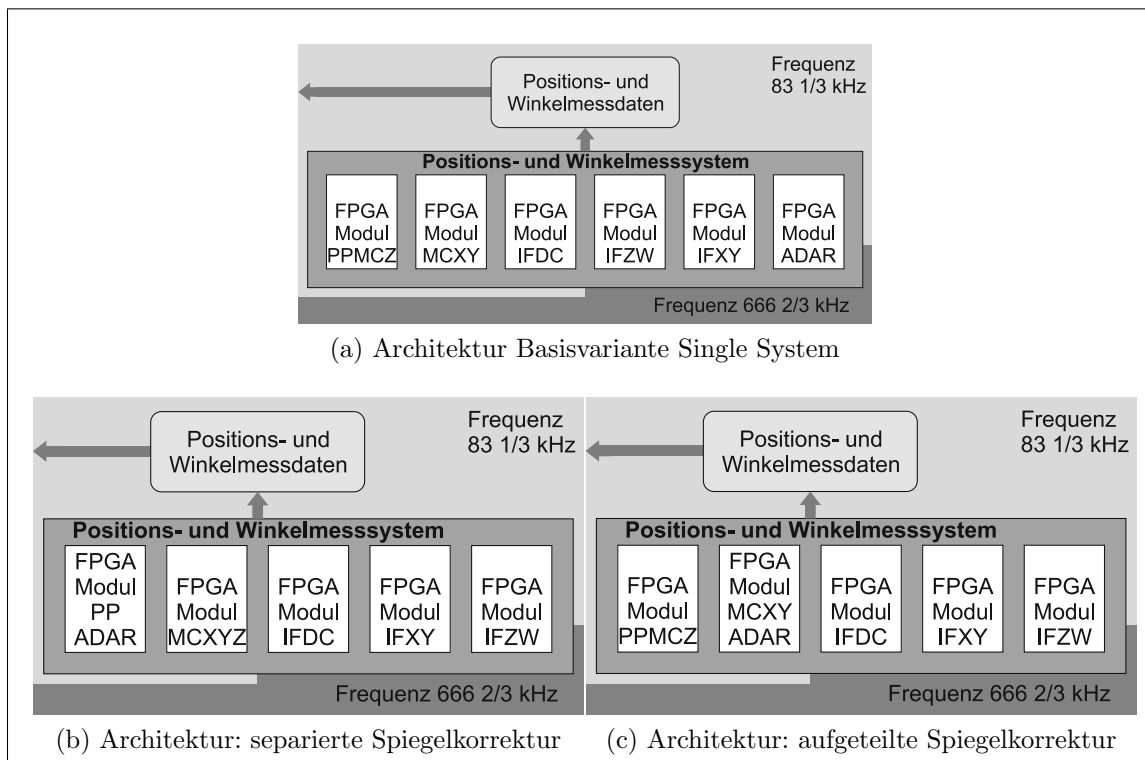 Positions- und
Winkelmessdaten
Frequenz
83 1/3 kHz
Positions- und Winkelmesssystem
FPGA
Modul
PPMCZ
FPGA
Modul
MCXY
FPGA
Modul
IFDC
FPGA
Modul
IFZW
FPGA
Modul
IFXY
FPGA
Modul
ADAR
Frequenz 666 2/3 kHz
(a) Architektur Basisvariante Single System
Positions- und
Winkelmessdaten
Frequenz
83 1/3 kHz
Positions- und Winkelmesssystem
FPGA
Modul
PP
ADAR
FPGA
Modul
MCXYZ
FPGA
Modul
IFDC
FPGA
Modul
IFXY
FPGA
Modul
IFZW
Frequenz 666 2/3 kHz
(b) Architektur: separierte Spiegelkorrektur
Positions- und
Winkelmessdaten
Frequenz
83 1/3 kHz
Positions- und Winkelmesssystem
FPGA
Modul
PPMCZ
FPGA
Modul
MCXY
ADAR
FPGA
Modul
IFDC
FPGA
Modul
IFXY
FPGA
Modul
IFZW
Frequenz 666 2/3 kHz
(c) Architektur: aufgeteilte Spiegelkorrektur